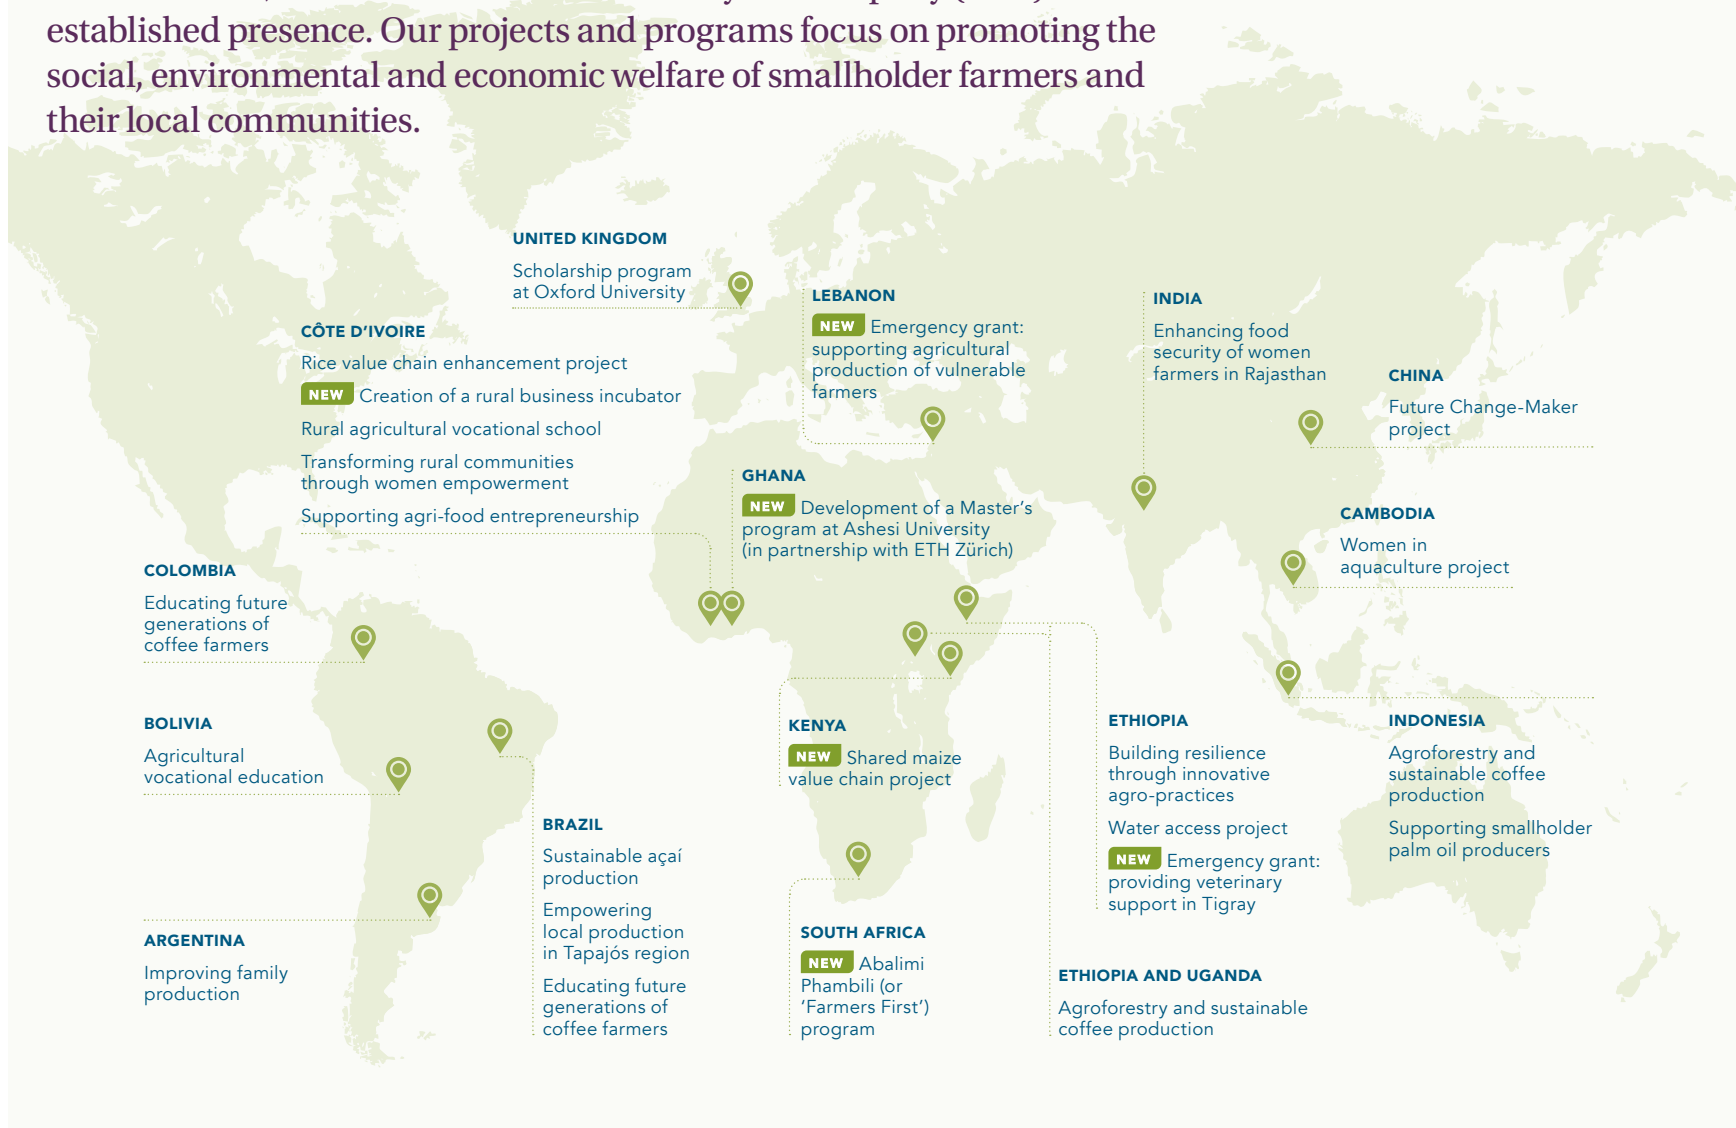 established presence. Our projects and programs focus on promoting the
social, environmental and economic welfare of smallholder farmers and
their local communities.
UNITED KINGDOM
Scholarship program
at Oxford University
CÔTE D’IVOIRE
Rice value chain enhancement project
NEW Creation of a rural business incubator
Rural agricultural vocational school
Transforming rural communities
through women empowerment
Supporting agri-food entrepreneurship
LEBANON
NEW Emergency grant:
supporting agricultural
production of vulnerable
farmers
INDIA
Enhancing food
security of women
farmers in Rajasthan
CHINA
Future Change-Maker
project
GHANA
NEW Development of a Master’s
program at Ashesi University
(in partnership with ETH Zürich)
CAMBODIA
Women in
aquaculture project
COLOMBIA
Educating future
generations of
coffee farmers
BOLIVIA
Agricultural
vocational education
BRAZIL
Sustainable açaí
production
Empowering
local production
in Tapajós region
Educating future
generations of
coffee farmers
ARGENTINA
Improving family
production
KENYA
NEW Shared maize
value chain project
SOUTH AFRICA
NEW Abalimi
Phambili (or
‘Farmers First’)
program
ETHIOPIA
Building resilience
through innovative
agro-practices
Water access project
NEW Emergency grant:
providing veterinary
support in Tigray
ETHIOPIA AND UGANDA
Agroforestry and sustainable
coffee production
INDONESIA
Agroforestry and
sustainable coffee
production
Supporting smallholder
palm oil producers